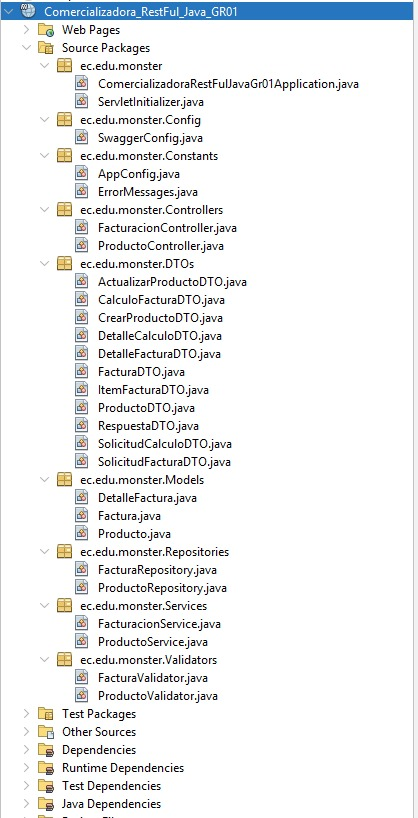 Comercializadora_RestFul_Java_GR01
Web Pages
Source Packages
ec.edu.monster
ComercializadoraRestFulJavaGr01Application.java
ServletInitializer.java
ec.edu.monster.Config
SwaggerConfig.java
ec.edu.monster.Constants
AppConfig.java
ErrorMessages.java
ec.edu.monster.Controllers
FacturacionController.java
ProductoController.java
ec.edu.monster.DTOs
ActualizarProductoDTO.java
CalculoFacturaDTO.java
CrearProductoDTO.java
DetalleCalculoDTO.java
DetalleFacturaDTO.java
FacturaDTO.java
ItemFacturaDTO.java
ProductoDTO.java
RespuestaDTO.java
SolicitudCalculoDTO.java
SolicitudFacturaDTO.java
ec.edu.monster.Models
DetalleFactura.java
Factura.java
Producto.java
ec.edu.monster.Repositories
FacturaRepository.java
ProductoRepository.java
ec.edu.monster.Services
FacturacionService.java
ProductoService.java
ec.edu.monster.Validators
FacturaValidator.java
ProductoValidator.java
Test Packages
Other Sources
Dependencies
Runtime Dependencies
Test Dependencies
Java Dependencies